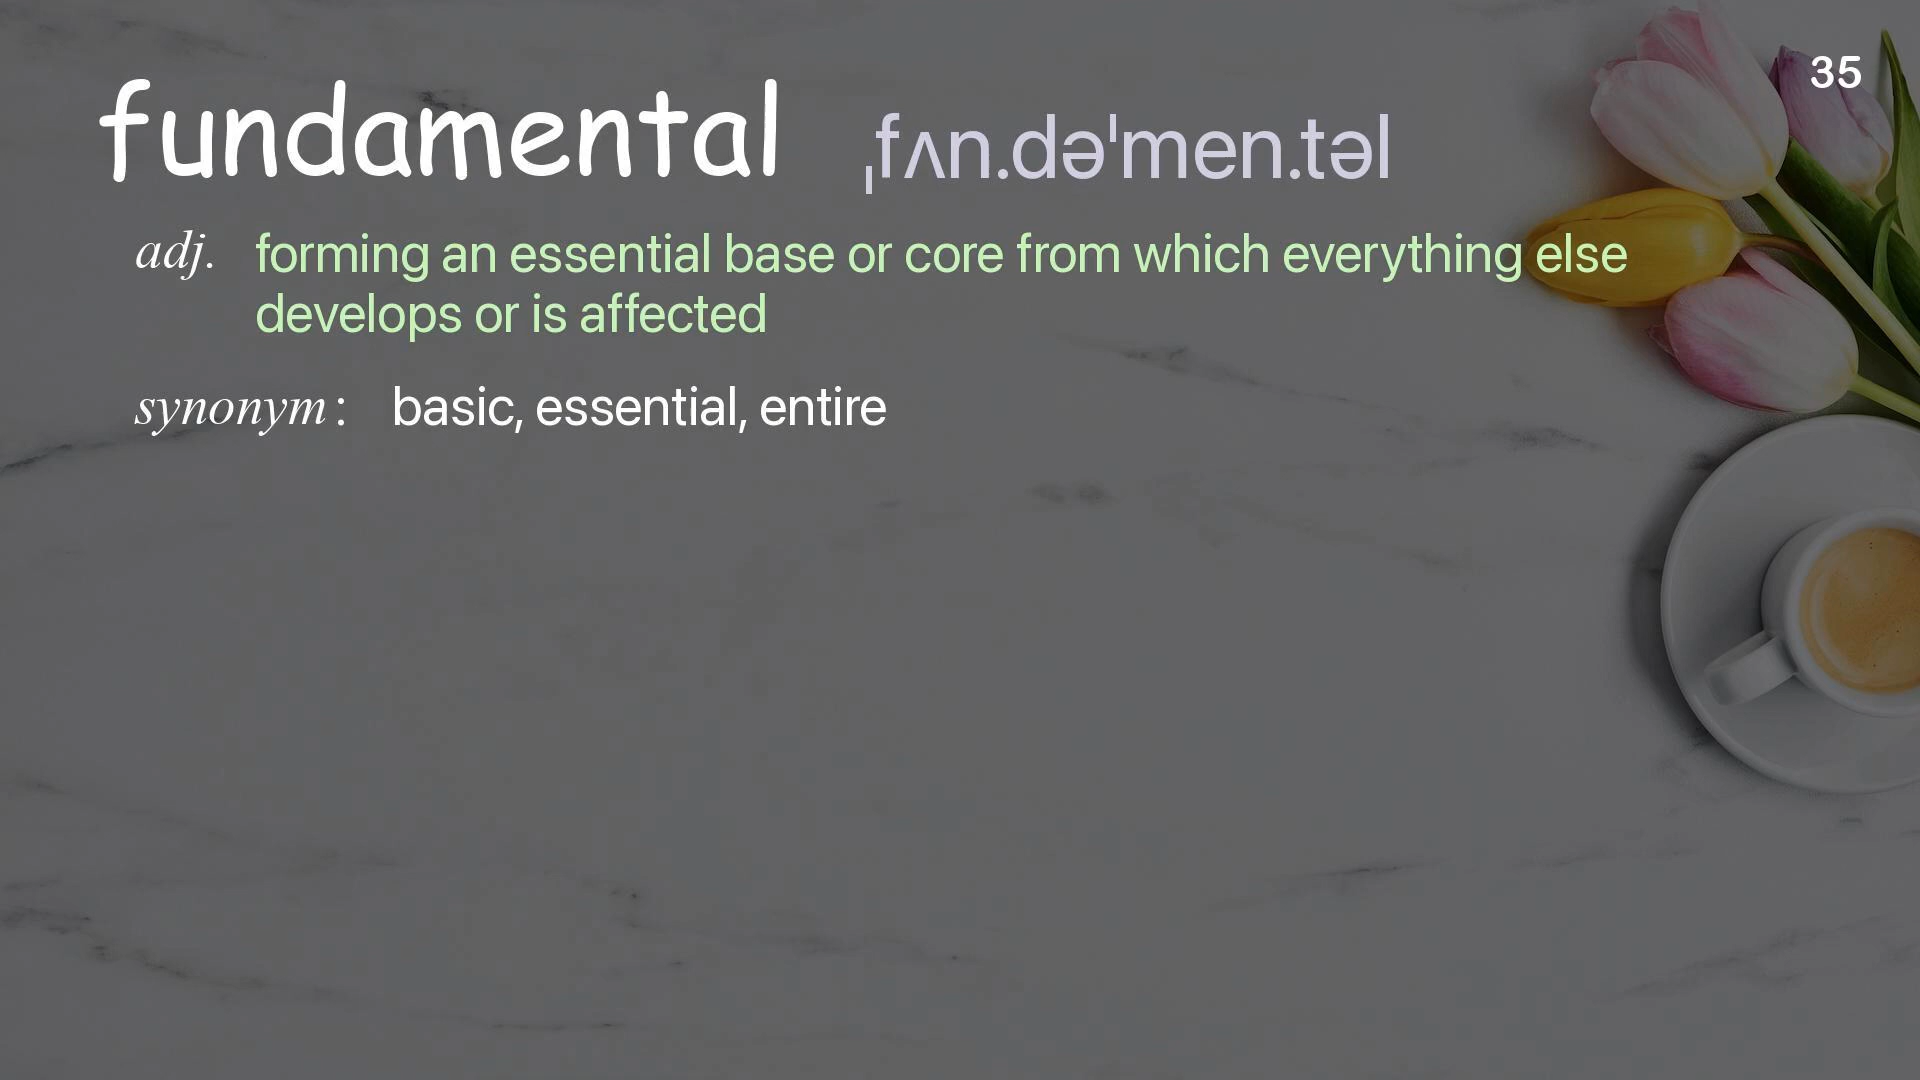 35
fundamental ˌfʌn.dəˈmen.təl
adj. forming an essential base or core from which everything else
develops or is affected
synonym : basic, essential, entire